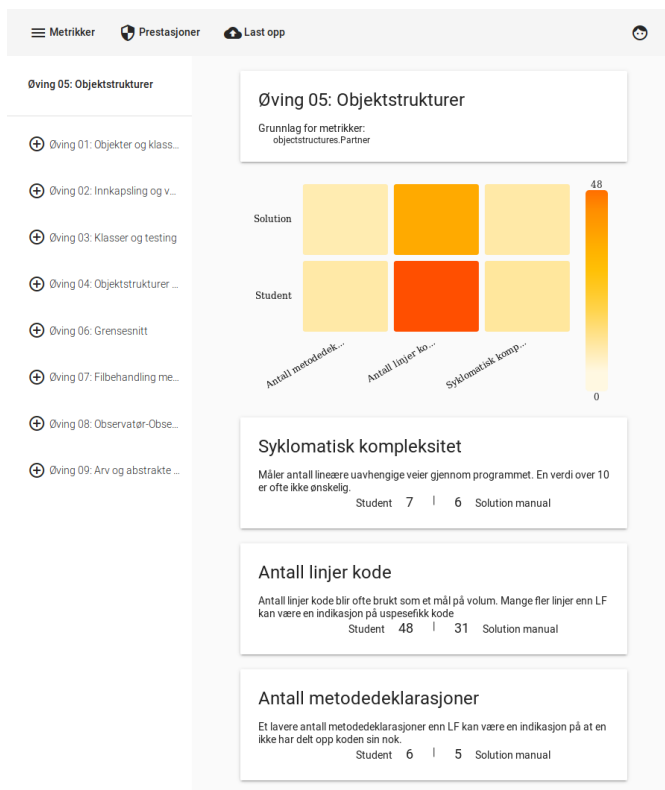 Metrikker
Prestasjoner
Last opp
Øving 05: Objektstrukturer
Øving 01: Objekter og klass...
Øving 02: Innkapsling og v...
Øving 03: Klasser og testing
Øving 04: Objektstrukturer ...
Øving 06: Grensesnitt
Øving 07: Filbehandling me...
Øving 08: Observatør-Obse...
Øving 09: Arv og abstrakte ...
Øving 05: Objektstrukturer
Grunnlag for metrikker:
objectstructures.Partner
Solution
Student
Antall metodedek...
Antall linjer ko...
Syklomatisk komp...
48
0
Syklomatisk kompleksitet
Måler antall lineære uavhengige veier gjennom programmet. En verdi over 10
er ofte ikke ønskelig.
Student 7 | 6 Solution manual
Antall linjer kode
Antall linjer kode blir ofte brukt som et mål på volum. Mange fler linjer enn LF
kan være en indikasjon på uspesefikk kode
Student 48 | 31 Solution manual
Antall metodedeklarasjoner
Et lavere antall metodedeklarasjoner enn LF kan være en indikasjon på at en
ikke har delt opp koden sin nok.
Student 6 | 5 Solution manual